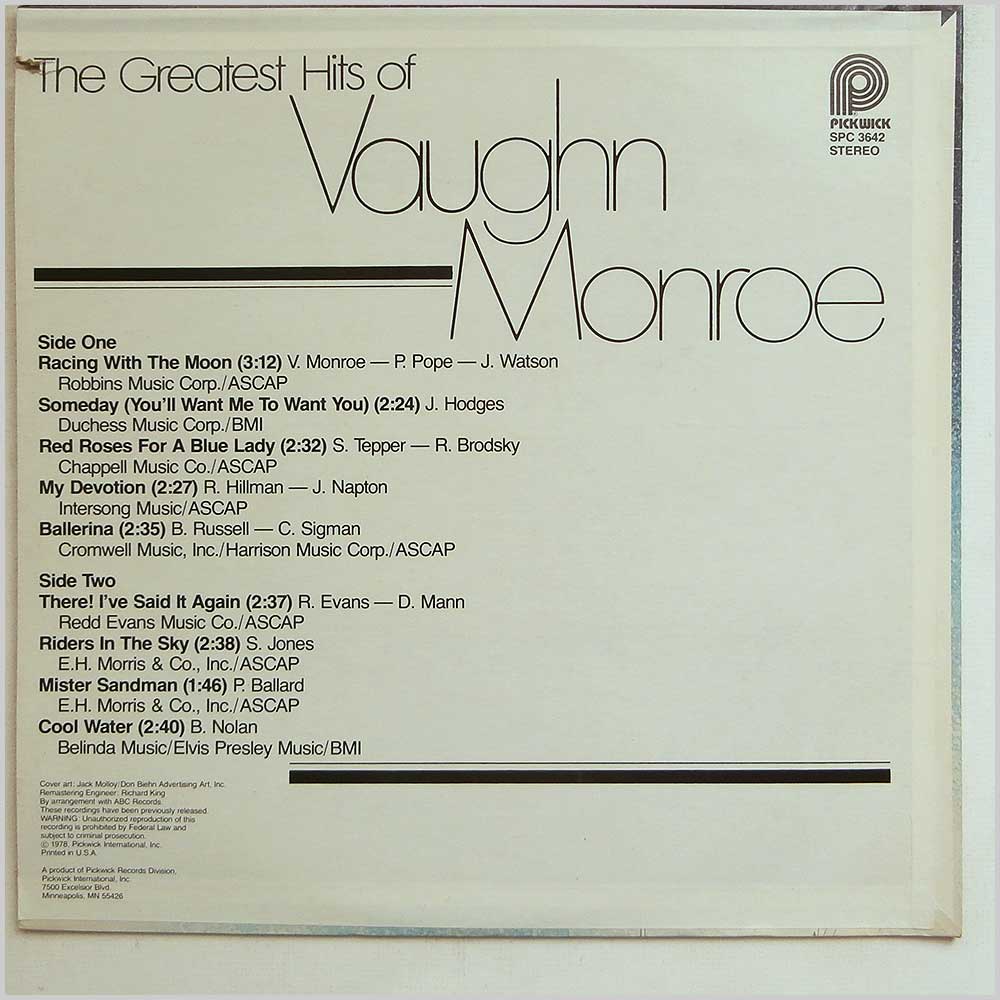 The Greatest Hits of
Vaughn
Monroe
PICKWICK
SPC 3642
STEREO
Side One
Racing With The Moon (3:12) V. Monroe — P. Pope — J. Watson
Robbins Music Corp./ASCAP
Someday (You'll Want Me To Want You) (2:24) J. Hodges
Duchess Music Corp./BMI
Red Roses For A Blue Lady (2:32) S. Tepper — R. Brodsky
Chappell Music Co./ASCAP
My Devotion (2:27) R. Hillman — J. Napton
Intersong Music/ASCAP
Ballerina (2:35) B. Russell — C. Sigman
Cromwell Music, Inc./Harrison Music Corp./ASCAP
Side Two
There! I've Said It Again (2:37) R. Evans — D. Mann
Redd Evans Music Co./ASCAP
Riders In The Sky (2:38) S. Jones
E.H. Morris & Co., Inc./ASCAP
Mister Sandman (1:46) P. Ballard
E.H. Morris & Co., Inc./ASCAP
Cool Water (2:40) B. Nolan
Belinda Music/Elvis Presley Music/BMI
Cover art: Jack Molloy/Don Biehn Advertising Art, Inc.
Remastering Engineer: Richard King
By arrangement with ABC Records.
These recordings have been previously released.
WARNING: Unauthorized reproduction of this
recording is prohibited by Federal Law and
subject to criminal prosecution.
© 1978, Pickwick International, Inc.
Printed in U.S.A.
A product of Pickwick Records Division,
Pickwick International, Inc.
7500 Excelsior Blvd.
Minneapolis, MN 55426